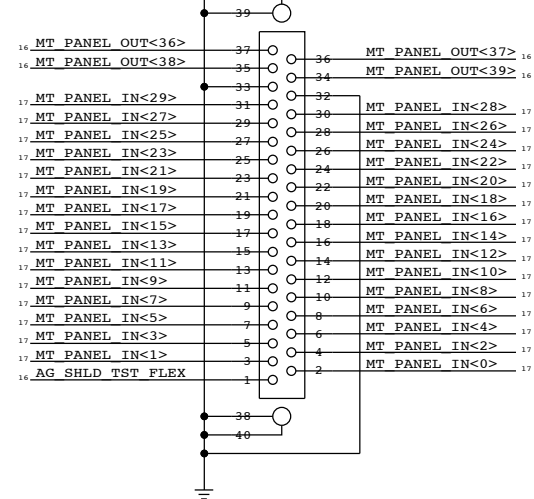 39
16 MT_PANEL_OUT<36> 37
36 MT_PANEL_OUT<37> 16
16 MT_PANEL_OUT<38> 35
34 MT_PANEL_OUT<39> 16
33
32
17 MT_PANEL_IN<29> 31
30 MT_PANEL_IN<28> 17
17 MT_PANEL_IN<27> 29
28 MT_PANEL_IN<26> 17
17 MT_PANEL_IN<25> 27
26 MT_PANEL_IN<24> 17
17 MT_PANEL_IN<23> 25
24 MT_PANEL_IN<22> 17
17 MT_PANEL_IN<21> 23
22 MT_PANEL_IN<20> 17
17 MT_PANEL_IN<19> 21
20 MT_PANEL_IN<18> 17
17 MT_PANEL_IN<17> 19
18 MT_PANEL_IN<16> 17
17 MT_PANEL_IN<15> 17
16 MT_PANEL_IN<14> 17
17 MT_PANEL_IN<13> 15
14 MT_PANEL_IN<12> 17
17 MT_PANEL_IN<11> 13
12 MT_PANEL_IN<10> 17
17 MT_PANEL_IN<9> 11
10 MT_PANEL_IN<8> 17
17 MT_PANEL_IN<7> 9
8 MT_PANEL_IN<6> 17
17 MT_PANEL_IN<5> 7
6 MT_PANEL_IN<4> 17
17 MT_PANEL_IN<3> 5
4 MT_PANEL_IN<2> 17
17 MT_PANEL_IN<1> 3
2 MT_PANEL_IN<0> 17
16 AG_SHLD_TST_FLEX 1
38
40